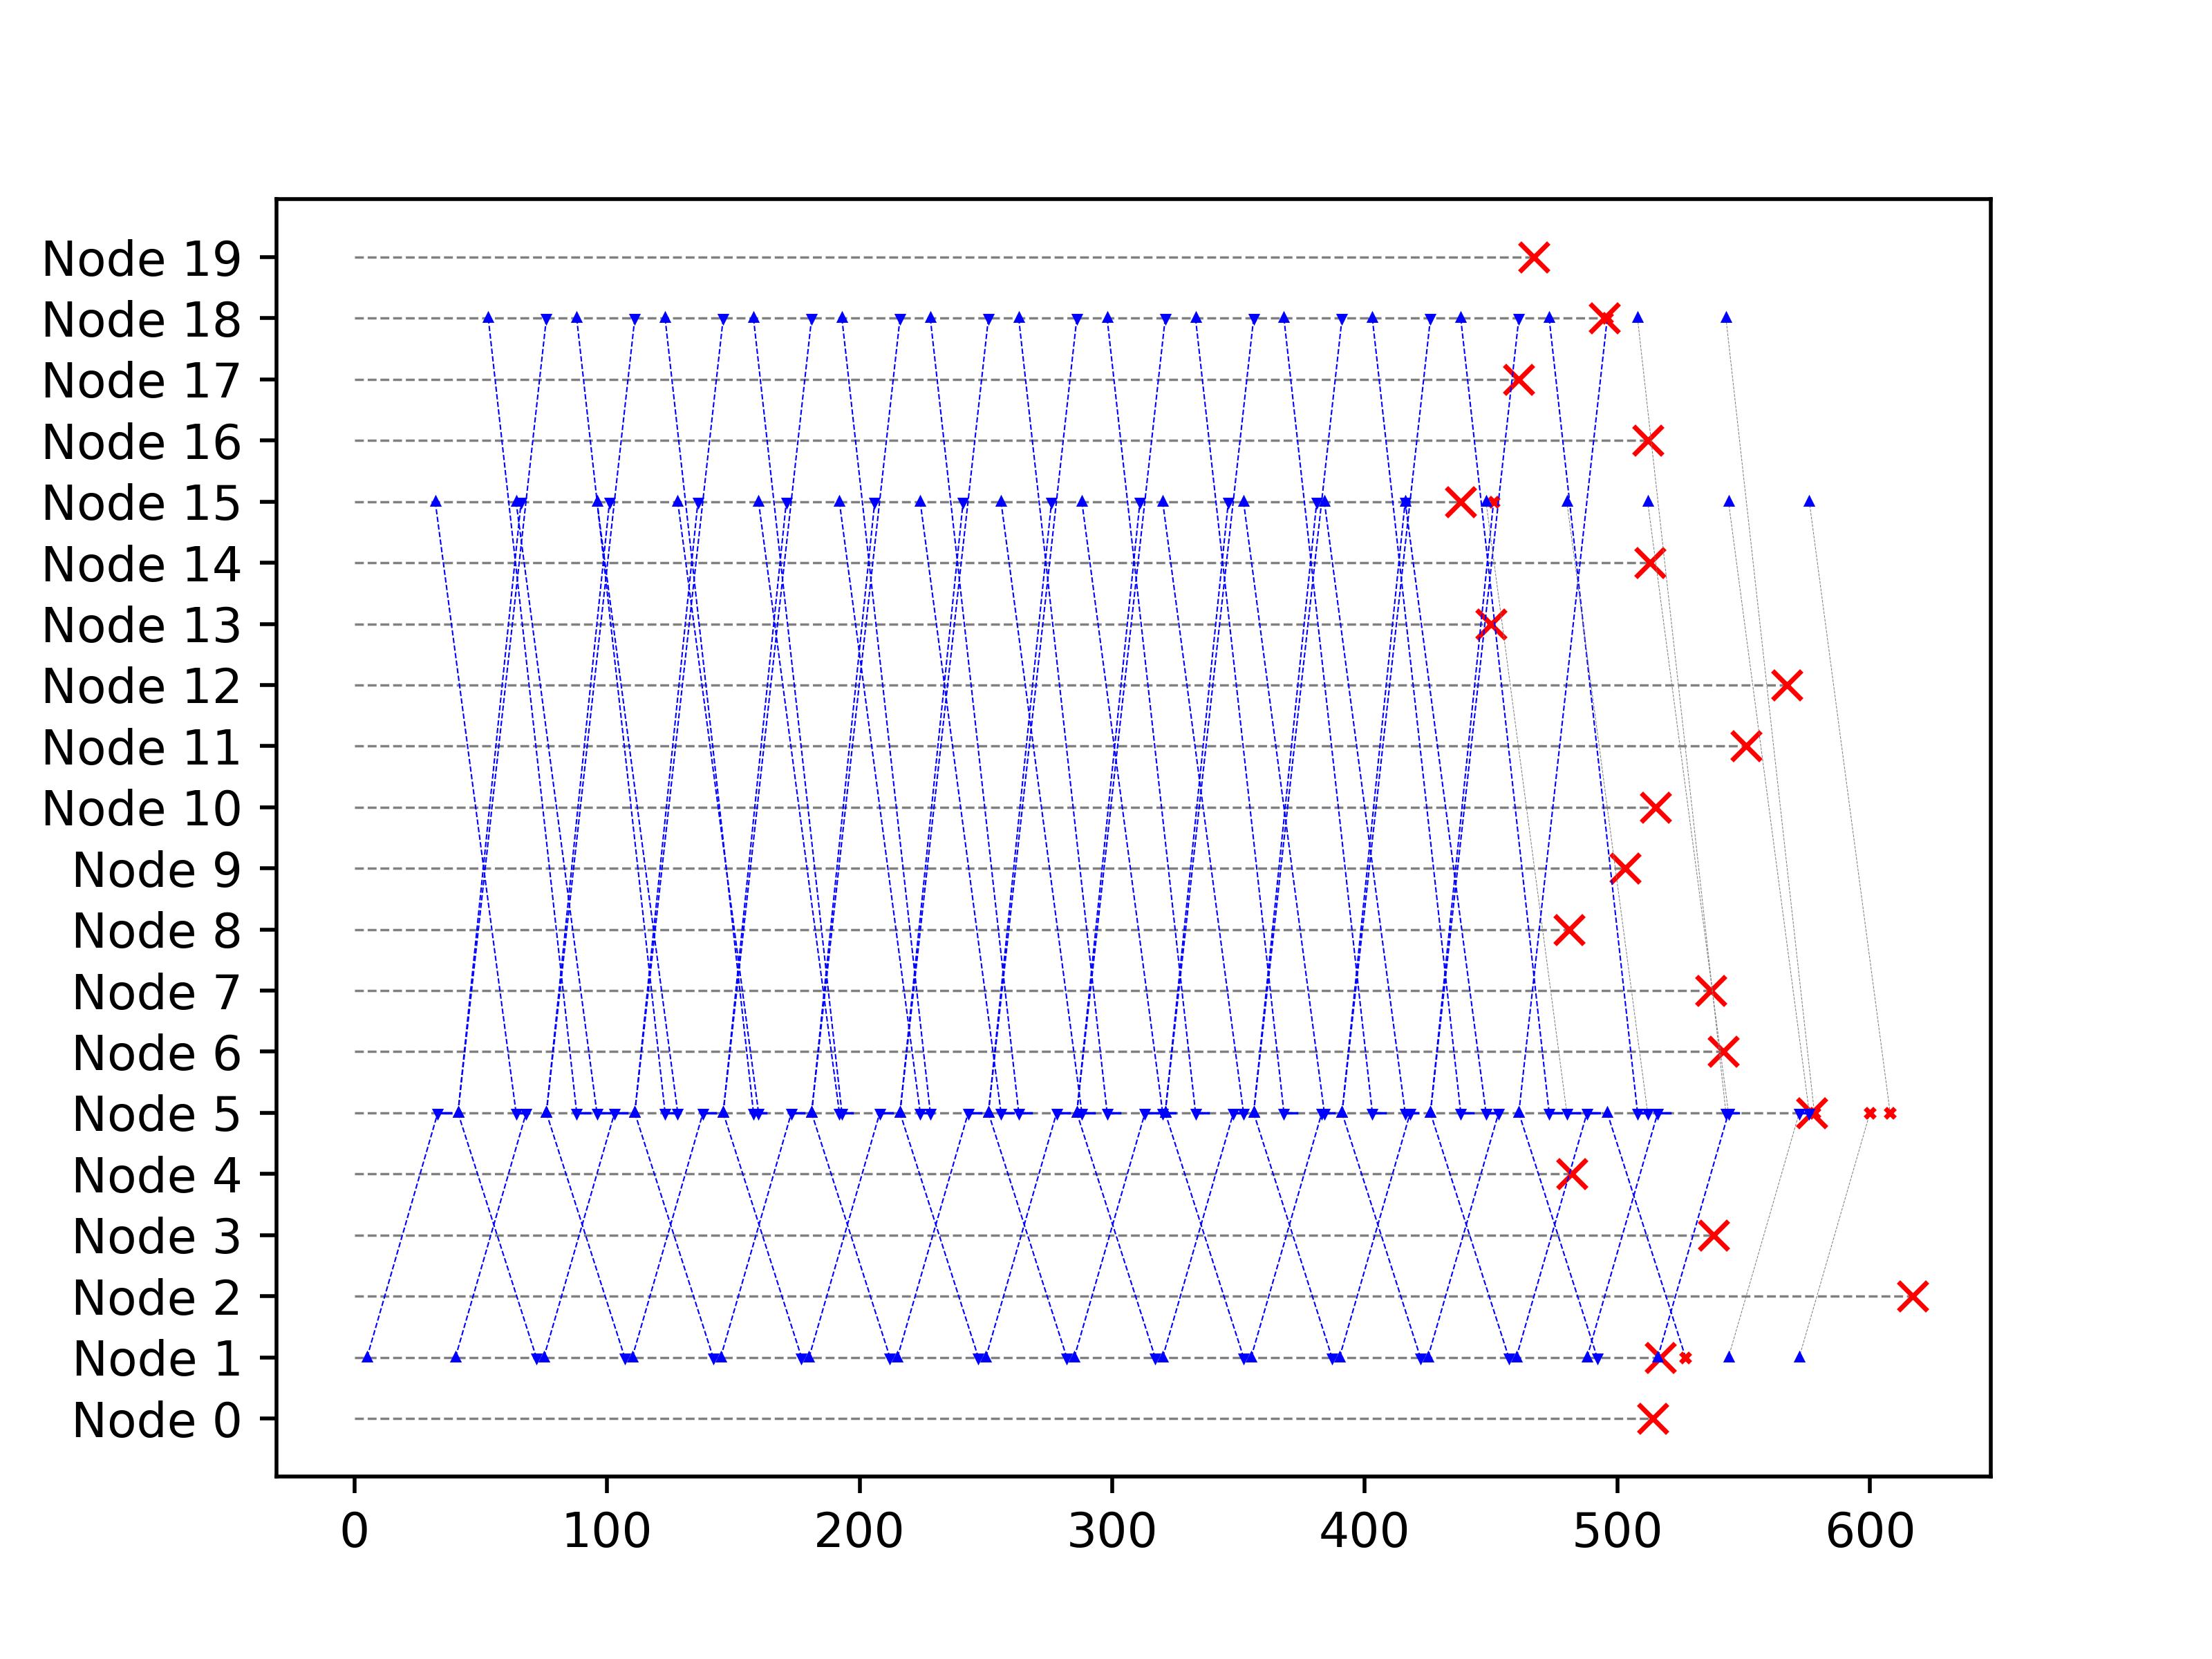 Node 19
Node 18
Node 17
Node 16
Node 15
Node 14
Node 13
Node 12
Node 11
Node 10
Node 9
Node 8
Node 7
Node 6
Node 5
Node 4
Node 3
Node 2
Node 1
Node 0
0 100 200 300 400 500 600